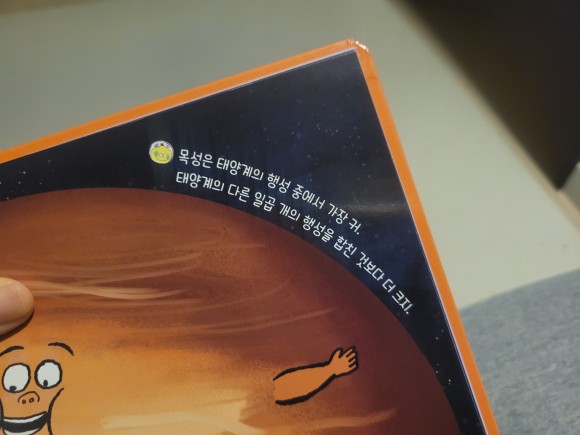 목성은 태양계의 행성 중에서 가장 커.
태양계의 다른 일곱 개의 행성을 합친 것보다 더 크지.